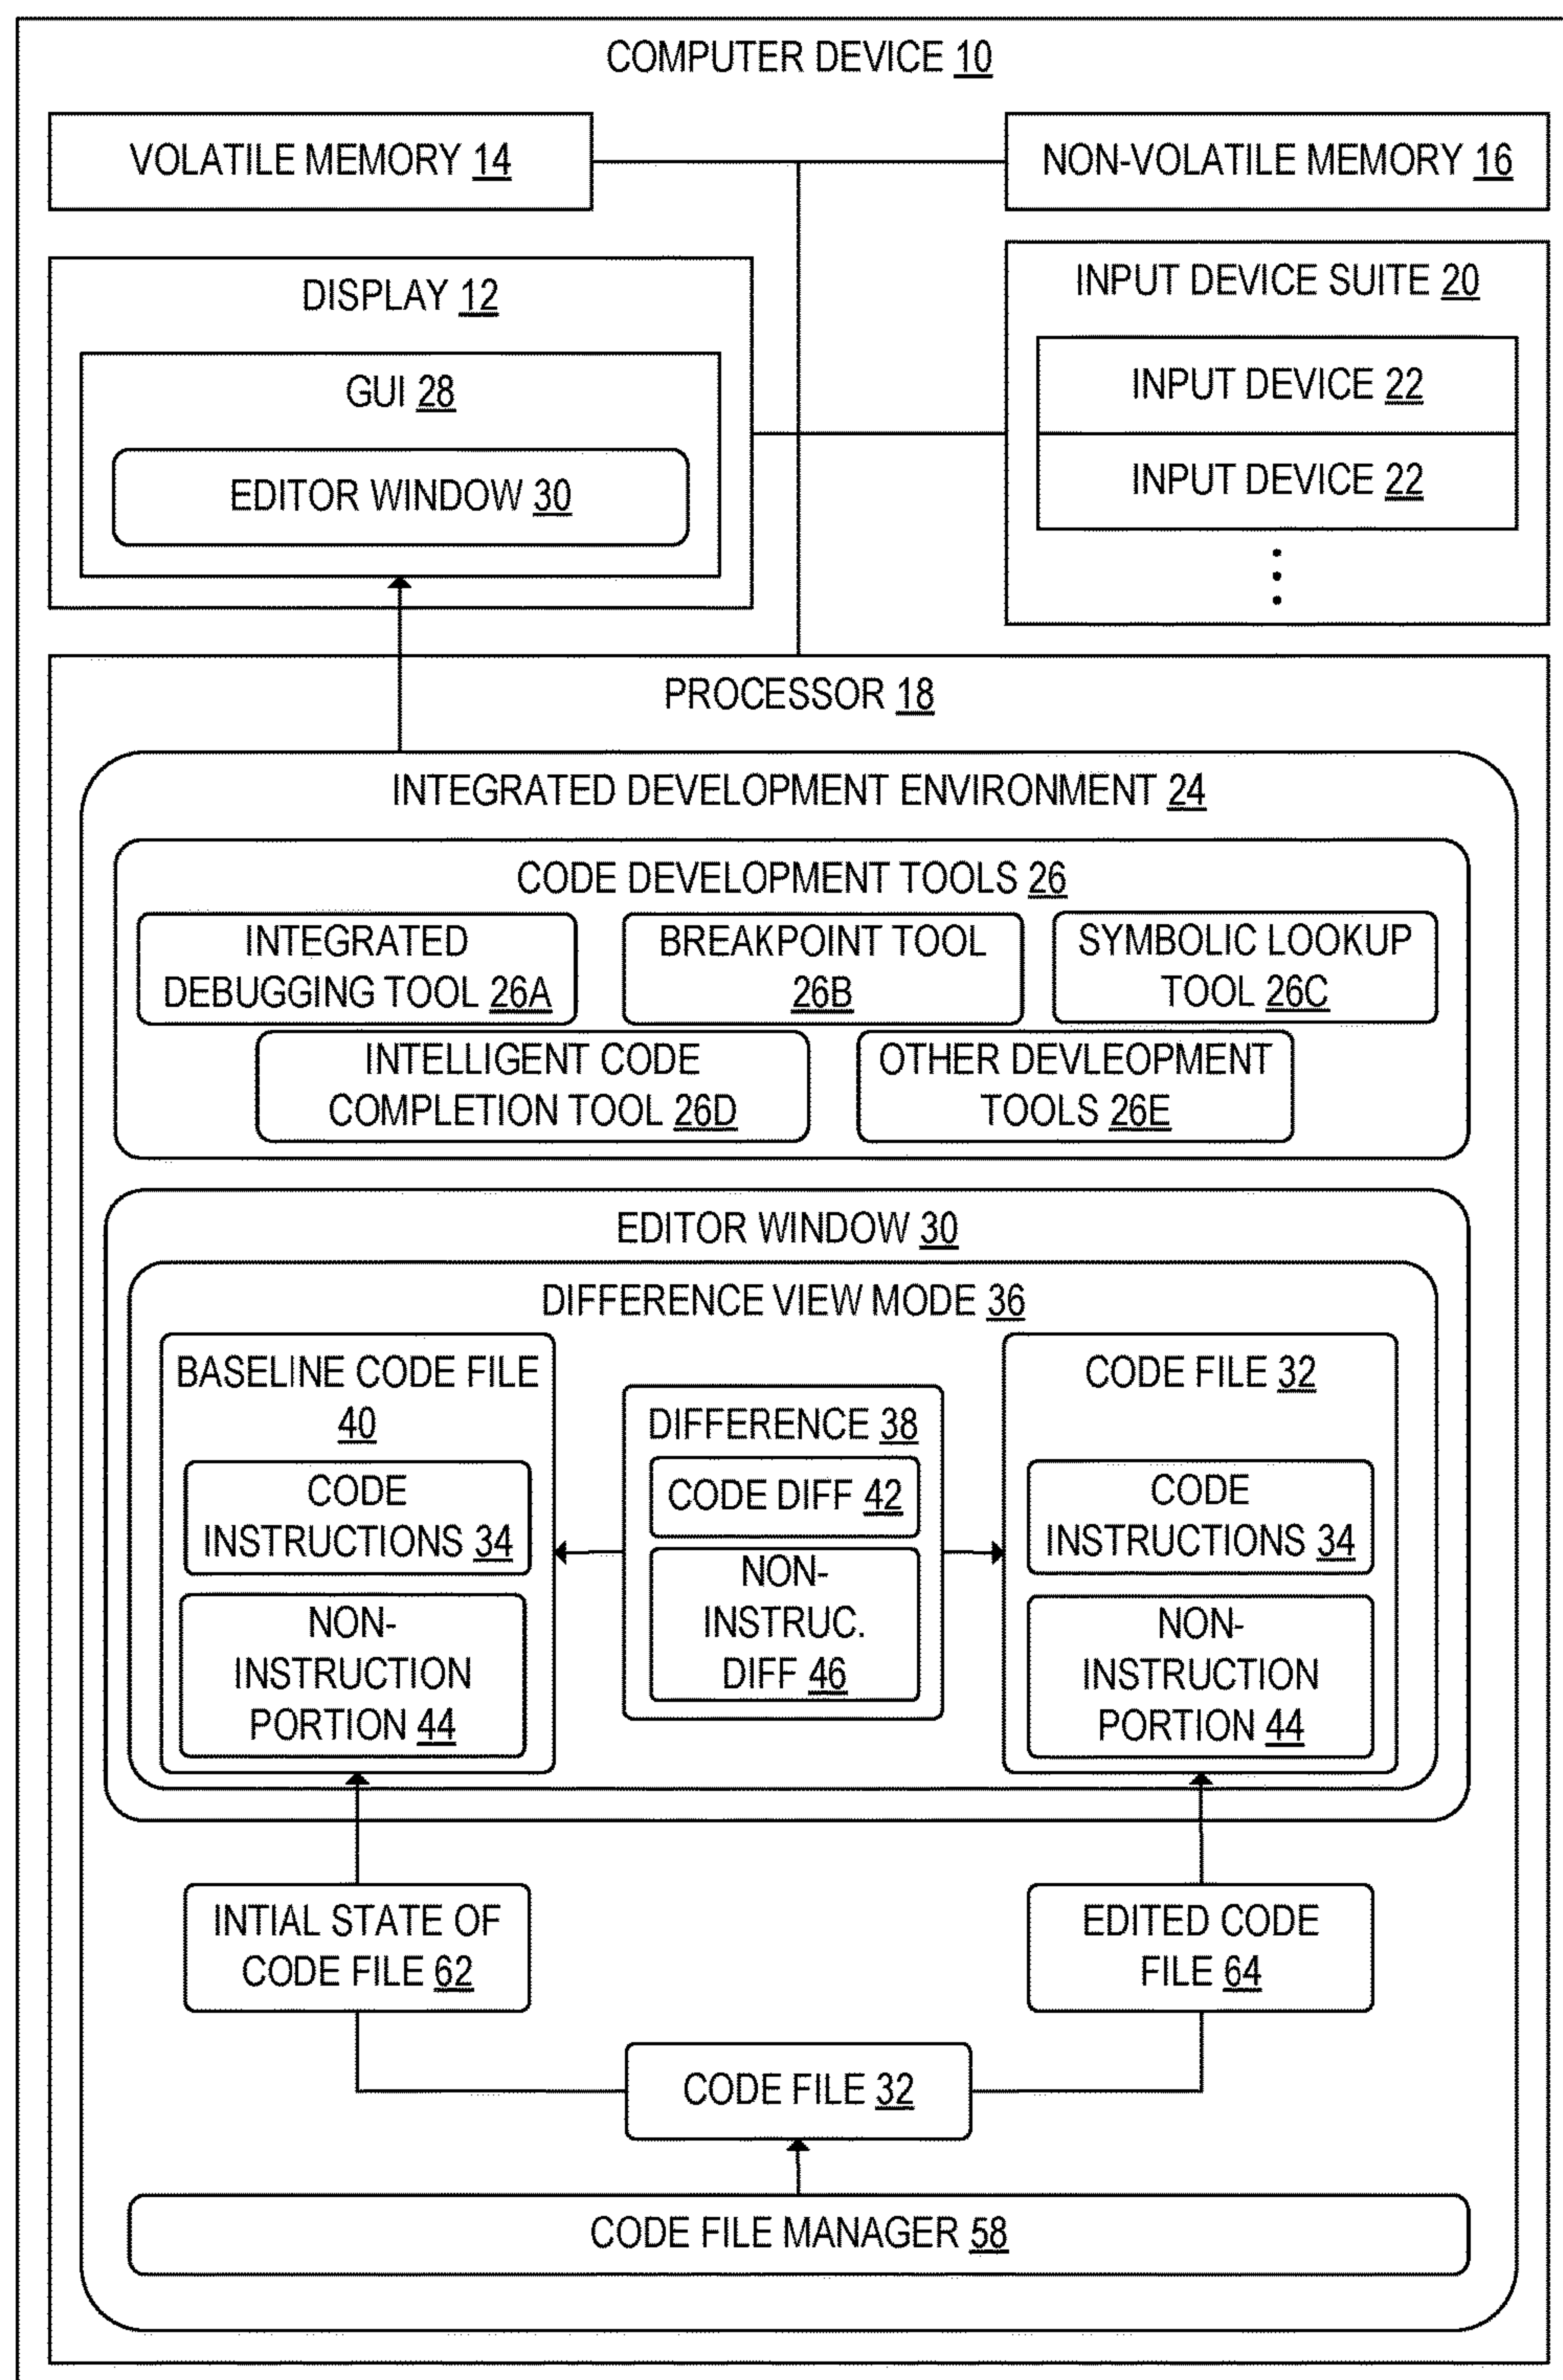 COMPUTER DEVICE 10
VOLATILE MEMORY 14
NON-VOLATILE MEMORY 16
DISPLAY 12
GUI 28
EDITOR WINDOW 30
INPUT DEVICE SUITE 20
INPUT DEVICE 22
INPUT DEVICE 22
PROCESSOR 18
INTEGRATED DEVELOPMENT ENVIRONMENT 24
CODE DEVELOPMENT TOOLS 26
INTEGRATED
DEBUGGING TOOL 26A
BREAKPOINT TOOL
26B
SYMBOLIC LOOKUP
TOOL 26C
INTELLIGENT CODE
COMPLETION TOOL 26D
OTHER DEVLEOPMENT
TOOLS 26E
EDITOR WINDOW 30
DIFFERENCE VIEW MODE 36
BASELINE CODE FILE
40
CODE
INSTRUCTIONS 34
NON-
INSTRUCTION
PORTION 44
DIFFERENCE 38
CODE DIFF 42
NON-
INSTRUC.
DIFF 46
CODE FILE 32
CODE
INSTRUCTIONS 34
NON-
INSTRUCTION
PORTION 44
INTIAL STATE OF
CODE FILE 62
EDITED CODE
FILE 64
CODE FILE 32
CODE FILE MANAGER 58